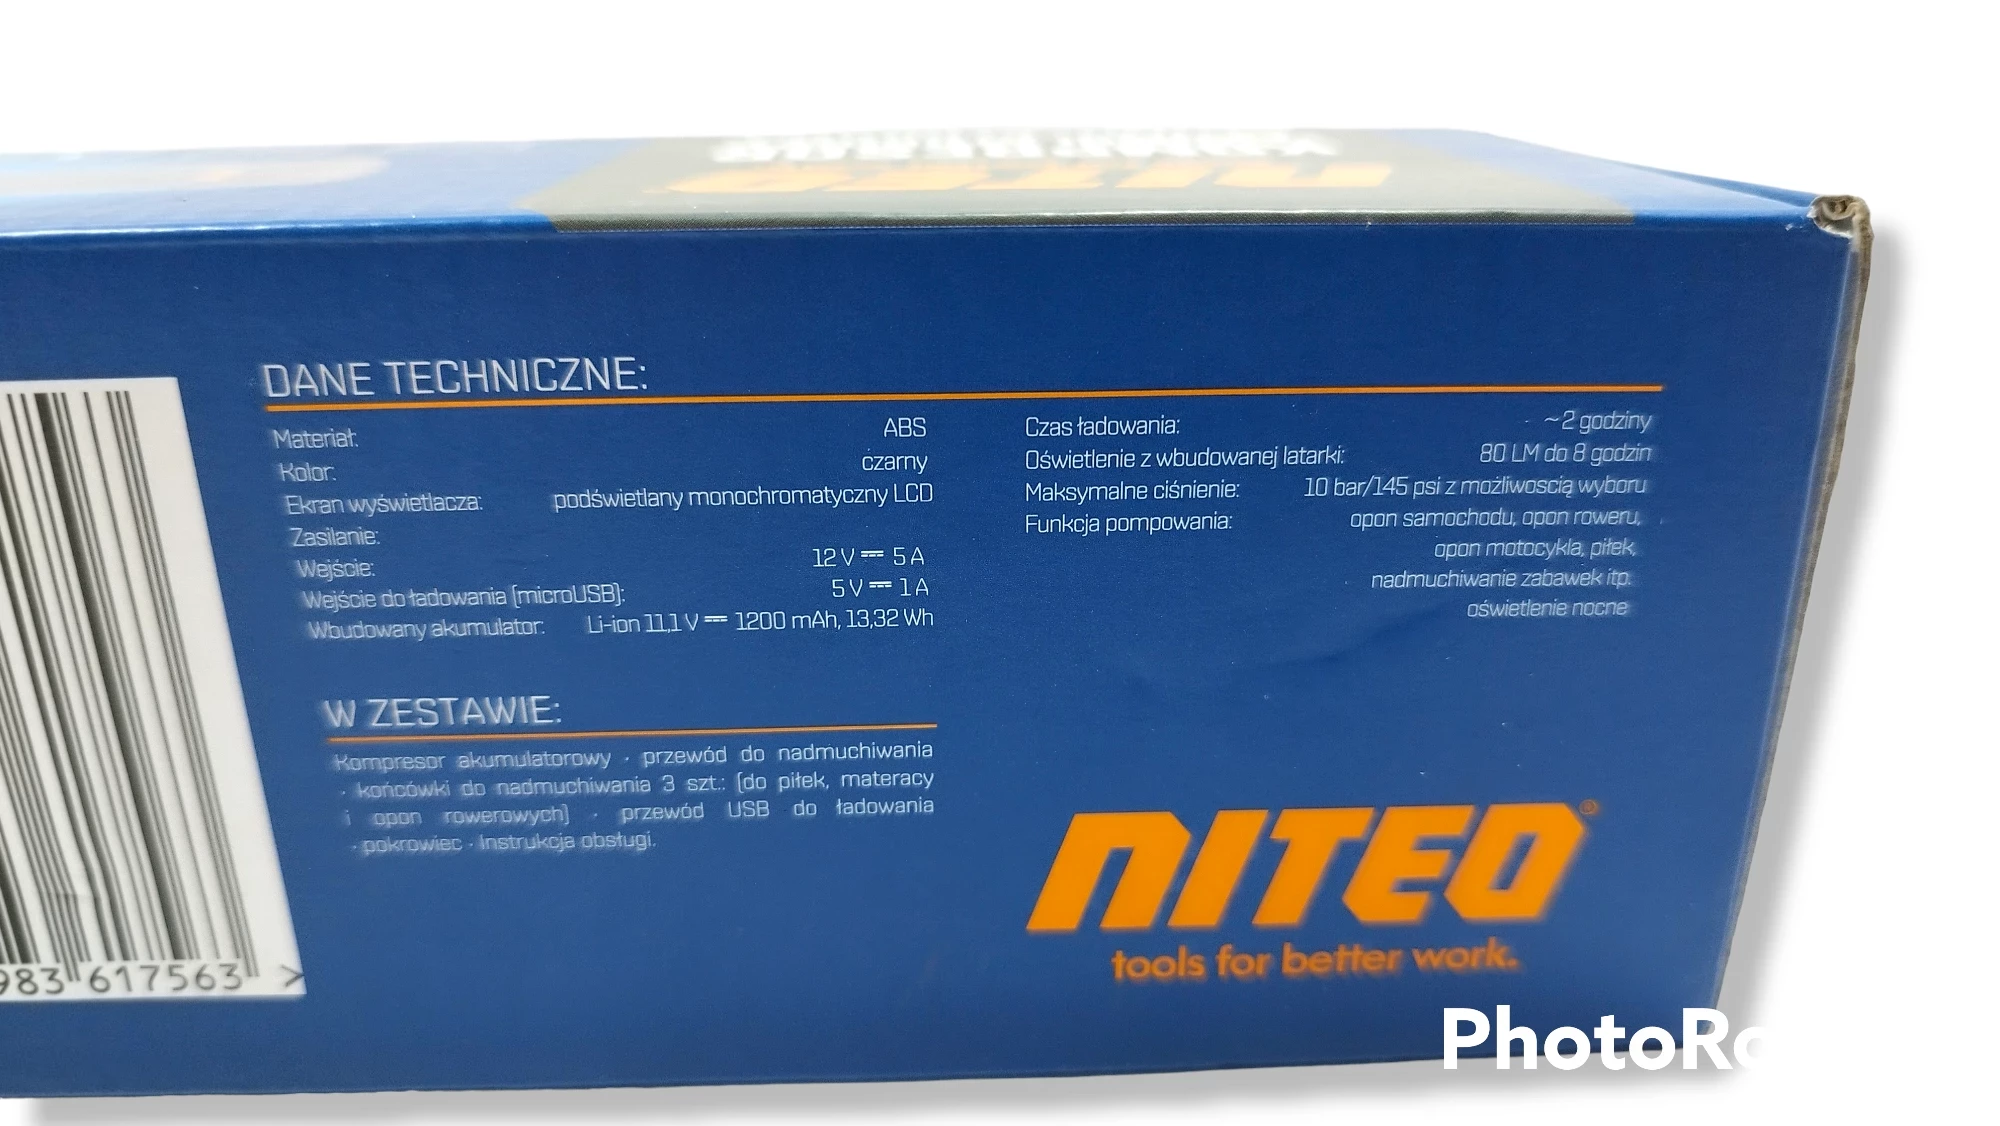 NITEO
DANE TECHNICZNE:
Materiał: ABS
Kolor: czarny
Ekran wyświetlacza: podświetlany monochromatyczny LCD
Zasilanie:
Wejście: 12 V ⎓ 5 A
Wejście do ładowania (microUSB): 5 V ⎓ 1 A
Wbudowany akumulator: Li-ion 11,1 V ⎓ 1200 mAh, 13,32 Wh
Czas ładowania: ~2 godziny
Oświetlenie z wbudowanej latarki: 80 LM do 8 godzin
Maksymalne ciśnienie: 10 bar/145 psi z możliwoscią wyboru
Funkcja pompowania: opon samochodu, opon roweru,
opon motocykla, piłek,
nadmuchiwanie zabawek itp.
oświetlenie nocne
W ZESTAWIE:
Kompresor akumulatorowy · przewód do nadmuchiwania
· końcówki do nadmuchiwania 3 szt.: (do piłek, materacy
i opon rowerowych) · przewód USB do ładowania
· pokrowiec · Instrukcja obsługi.
983 617563 >
NITEO®
tools for better work.
PhotoRo